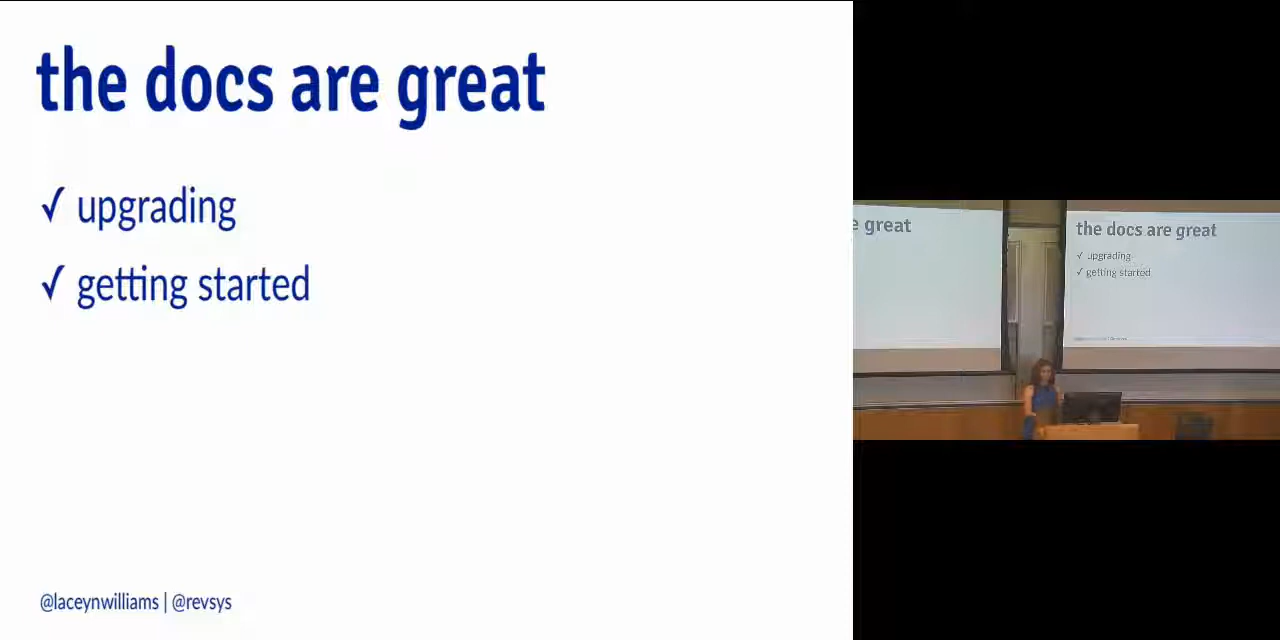 the docs are great
✓ upgrading
✓ getting started
@laceynwilliams | @revsys
e great
the docs are great
✓ upgrading
✓ getting started